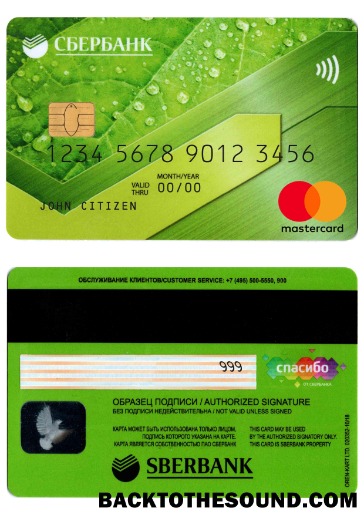 СБЕРБАНК
1234 5678 9012 3456
MONTH/YEAR
VALID THRU 00/00
JOHN CITIZEN
mastercard
ОБСЛУЖИВАНИЕ КЛИЕНТОВ/CUSTOMER SERVICE: +7 (495) 500-5550, 900
999
спасибо
ОТ СБЕРБАНКА
ОБРАЗЕЦ ПОДПИСИ / AUTHORIZED SIGNATURE
БЕЗ ПОДПИСИ НЕДЕЙСТВИТЕЛЬНА / NOT VALID UNLESS SIGNED
КАРТА МОЖЕТ БЫТЬ ИСПОЛЬЗОВАНА ТОЛЬКО ЛИЦОМ,
ПОДПИСЬ КОТОРОГО УКАЗАНА НА КАРТЕ.
КАРТА ЯВЛЯЕТСЯ СОБСТВЕННОСТЬЮ ПАО СБЕРБАНК
THIS CARD MAY BE USED
BY THE AUTHORIZED SIGNATORY ONLY.
THIS CARD IS SBERBANK PROPERTY
SBERBANK
BACKTOTHESOUND.COM